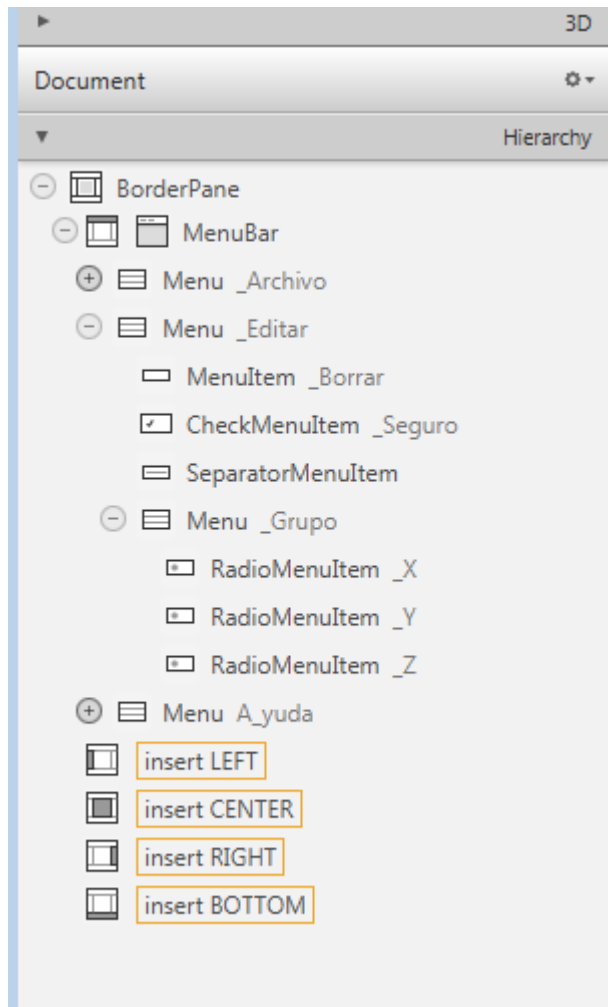 3D
Document
Hierarchy
BorderPane
MenuBar
Menu _Archivo
Menu _Editar
MenuItem _Borrar
CheckMenuItem _Seguro
SeparatorMenuItem
Menu _Grupo
RadioMenuItem _X
RadioMenuItem _Y
RadioMenuItem _Z
Menu A_yuda
insert LEFT
insert CENTER
insert RIGHT
insert BOTTOM